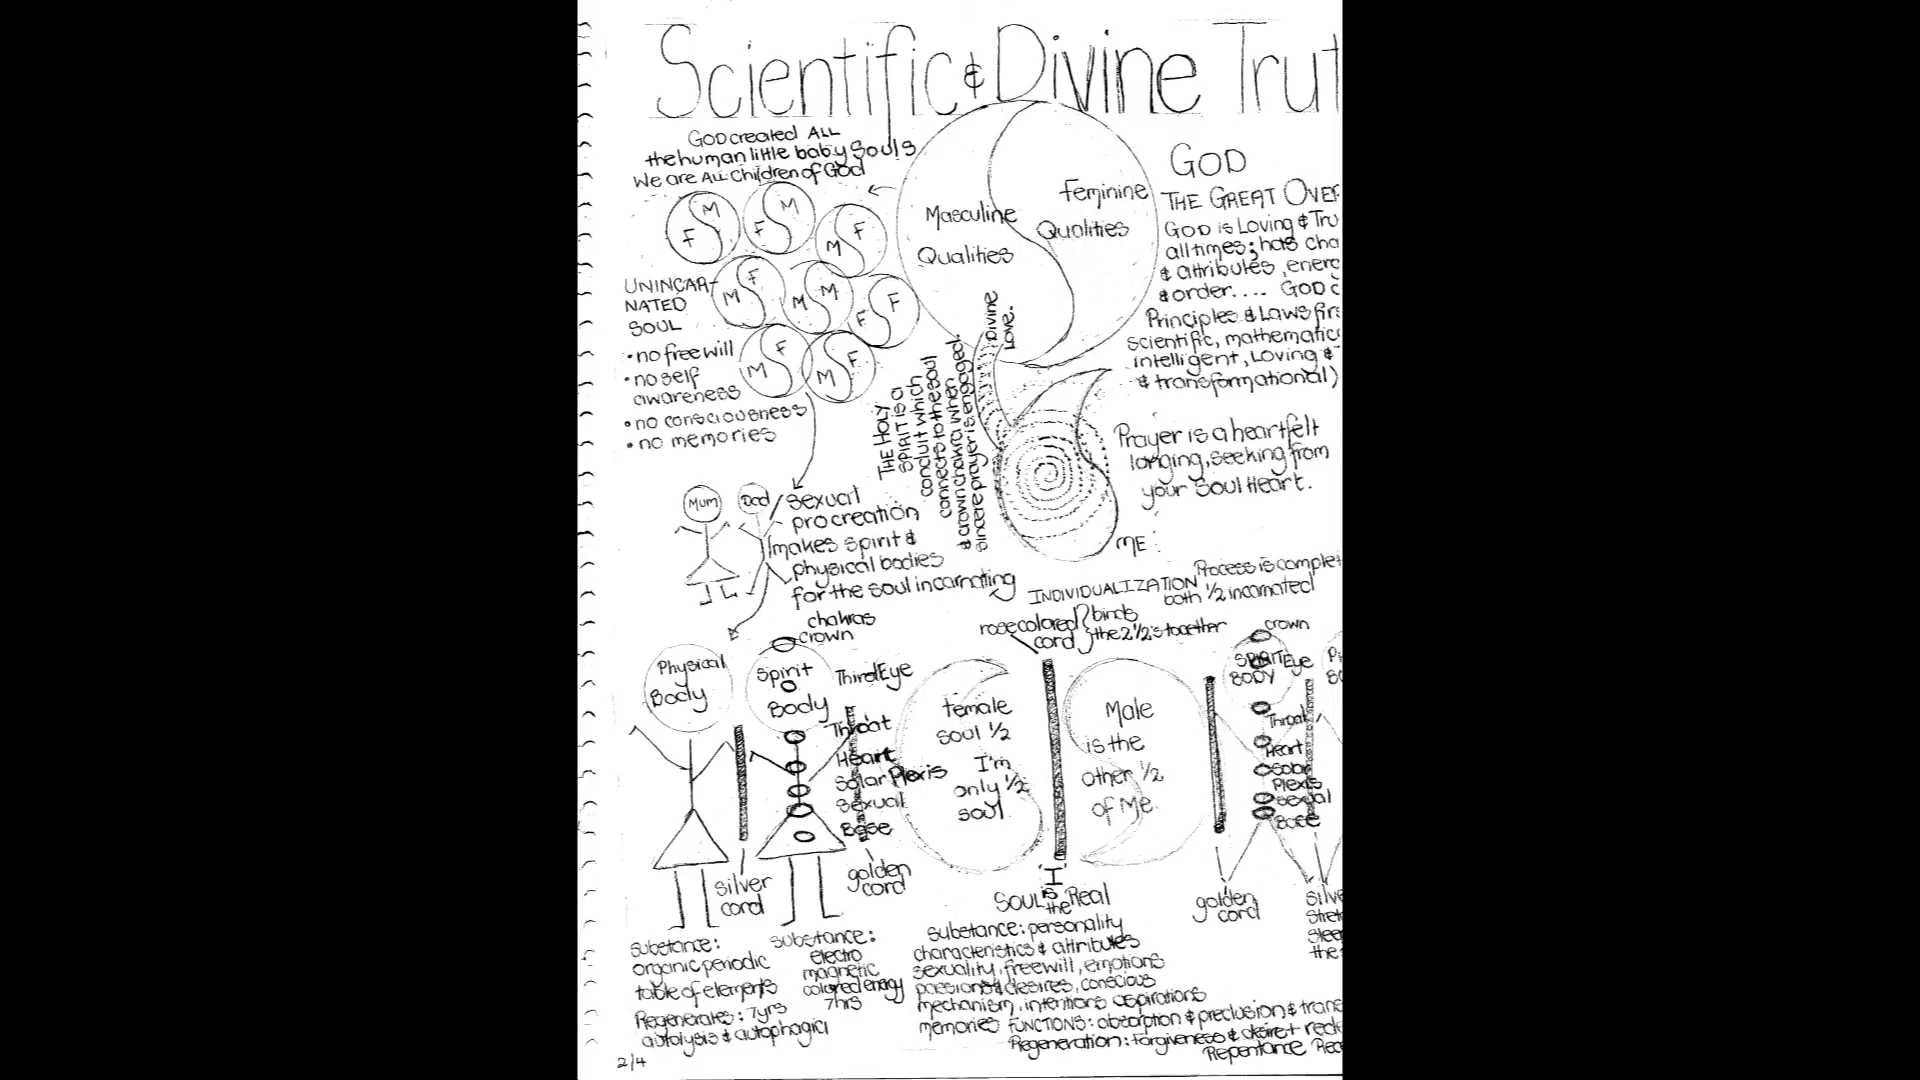 Scientific & Divine Trut
GOD created ALL
the human little baby Souls
We are ALL Children of God
M
F
M
F
F
M
F
M
M
M
F
F
F
M
F
M
UNINCAR-
NATED
SOUL
• no free will
• no self
awareness
• no consciousness
• no memories
Masculine
Qualities
Feminine
Qualities
GOD
THE GREAT OVER
GOD is Loving & Tru
all times; has cha
& attributes, energ
& order.... GOD c
Principles & Laws firs
scientific, mathematic
intelligent, Loving &
& transformational)
Divine
Love.
THE HOLY
SPIRIT IS a
conduit which
connects to the soul
& crown chakra when
sincere prayer is engaged.
Prayer is a heartfelt
longing, seeking from
your Soul Heart.
ME
Mum
Dad
sexual
procreation
makes spirit &
physical bodies
for the soul incarnating
INDIVIDUALIZATION Process is complet
both 1/2 incarnated
rose colored binds
cord the 2 1/2's together
chakras
crown
Physical
Body
Spirit
Body
Third Eye
Throat
Heart
Solar Plexis
Sexual
Base
silver
cord
golden
cord
female
soul 1/2
I'm
only 1/2
soul
Male
is the
other 1/2
of Me
crown
SPIRIT Eye
BODY
Throat
Heart
Solar
Plexis
Sexual
Base
golden
cord
silve
Stret
Slee
the
SOUL is the Real I
substance:
organic periodic
table of elements
Regenerates: 7yrs
autolysis & autophagia
substance:
electro
magnetic
colored energy
7hrs
substance: personality
characteristics & attributes
sexuality, freewill, emotions
passions & desires, conscious
mechanism, intentions aspirations
memories FUNCTIONS: absorption & preclusion & trans
Regeneration: Forgiveness & desire +
Repentance
2/4